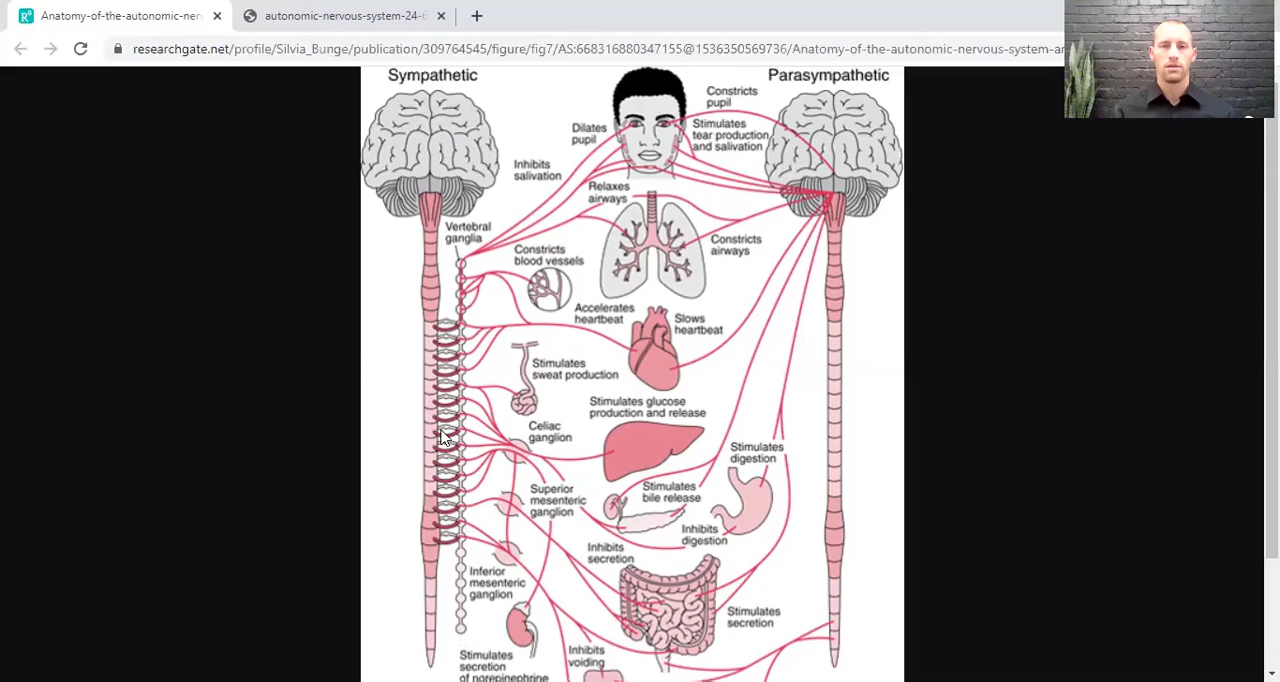 Anatomy-of-the-autonomic-ner
autonomic-nervous-system-24-
researchgate.net/profile/Silvia_Bunge/publication/309764545/figure/fig7/AS:668316880347155@1536350569736/Anatomy-of-the-autonomic-nervous-system-a
Sympathetic
Parasympathetic
Constricts
pupil
Dilates
pupil
Stimulates
tear production
and salivation
Inhibits
salivation
Relaxes
airways
Vertebral
ganglia
Constricts
airways
Constricts
blood vessels
Accelerates
heartbeat
Slows
heartbeat
Stimulates
sweat production
Stimulates glucose
production and release
Celiac
ganglion
Stimulates
digestion
Superior
mesenteric
ganglion
Stimulates
bile release
Inhibits
digestion
Inhibits
secretion
Inferior
mesenteric
ganglion
Stimulates
secretion
Inhibits
voiding
Stimulates
secretion
of norepinephrine